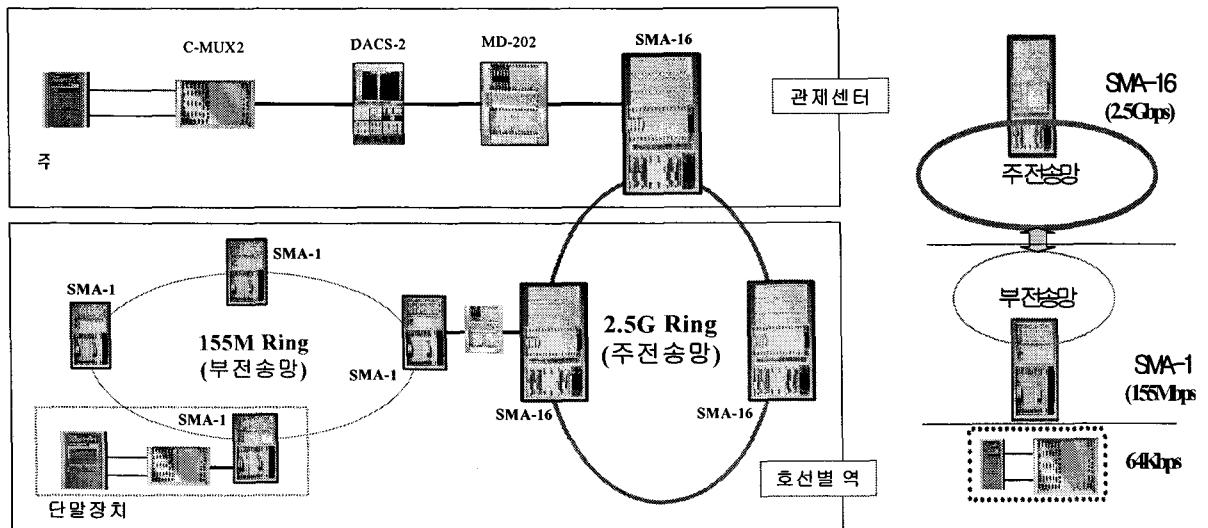 C-MUX2
DACS-2
MD-202
SMA-16
관제센터
주
SMA-1
SMA-1
155M Ring
(부전송망)
SMA-1
SMA-1
단말장치
2.5G Ring
(주전송망)
SMA-16
SMA-16
호선별 역
SMA-16
(2.5Gbps)
주전송망
부전송망
SMA-1
(155Mbps
64Kbps